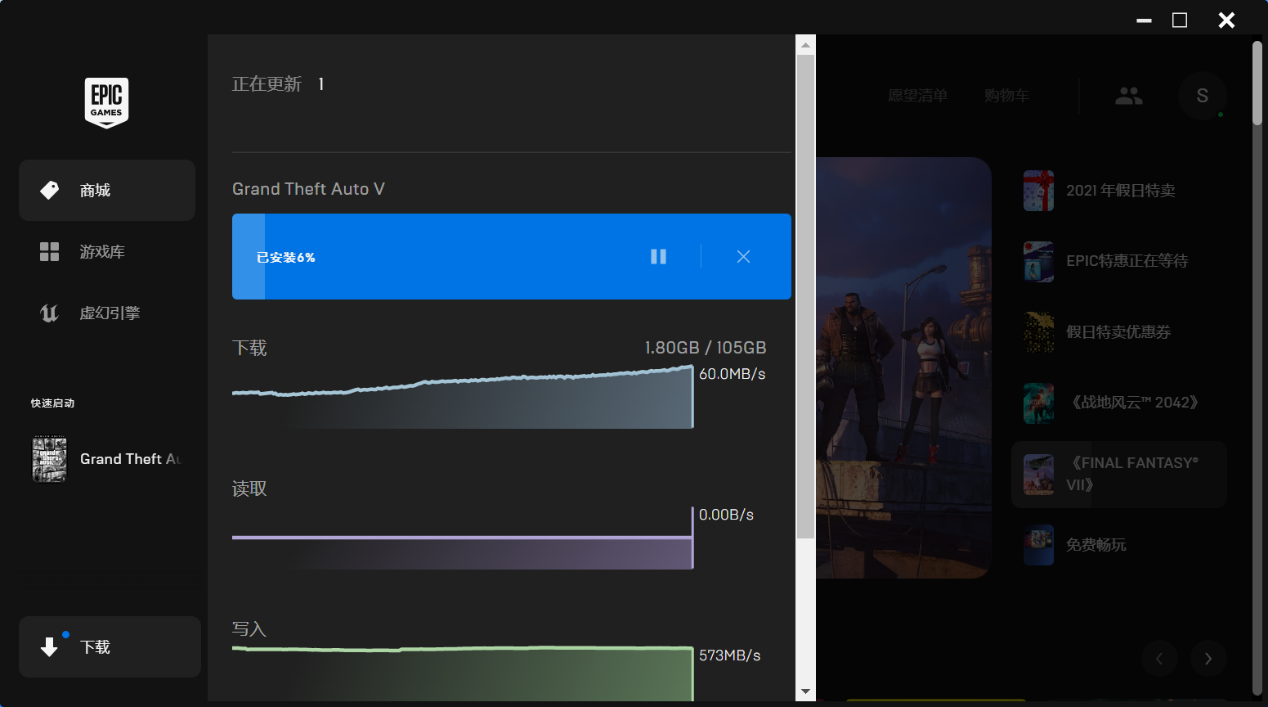 EPIC
GAMES
商城
游戏库
虚幻引擎
快速启动
Grand Theft Au
下载
正在更新 1
Grand Theft Auto V
已安装6%
下载 1.80GB / 105GB
60.0MB/s
读取
0.00B/s
写入
573MB/s
愿望清单 购物车 S
2021 年假日特卖
EPIC特惠正在等待
假日特卖优惠券
《战地风云™ 2042》
《FINAL FANTASY®
VII》
免费畅玩